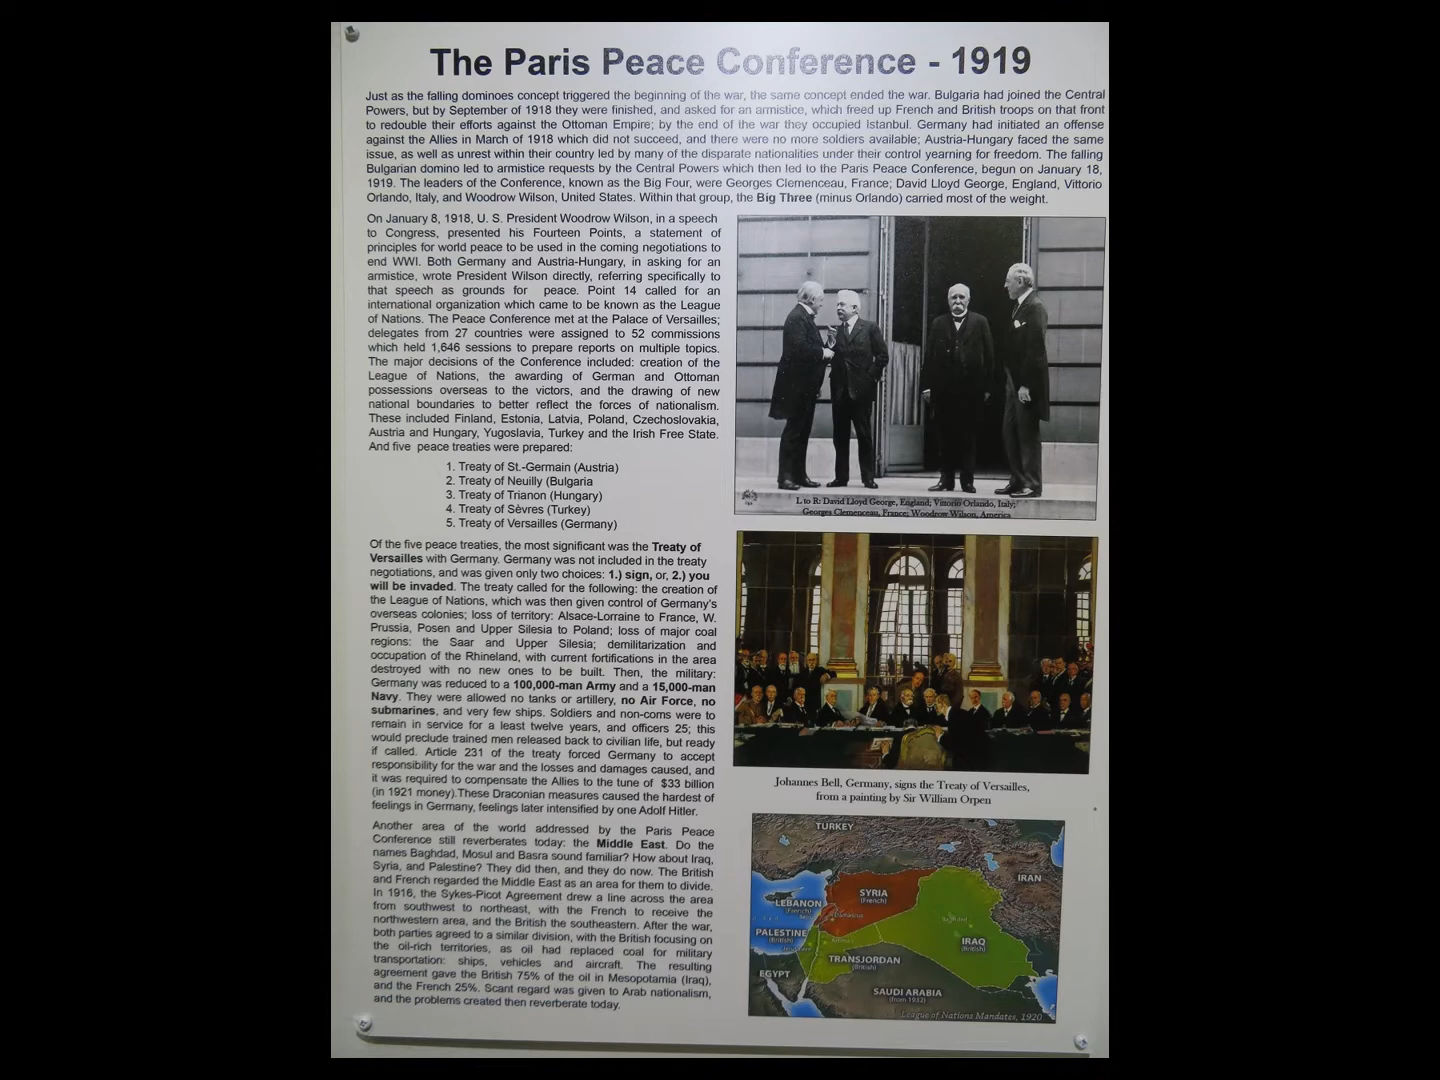 The Paris Peace Conference - 1919
Just as the falling dominoes concept triggered the beginning of the war, the same concept ended the war. Bulgaria had joined the Central
Powers, but by September of 1918 they were finished, and asked for an armistice, which freed up French and British troops on that front
to redouble their efforts against the Ottoman Empire; by the end of the war they occupied Istanbul. Germany had initiated an offense
against the Allies in March of 1918 which did not succeed, and there were no more soldiers available; Austria-Hungary faced the same
issue, as well as unrest within their country led by many of the disparate nationalities under their control yearning for freedom. The falling
Bulgarian domino led to armistice requests by the Central Powers which then led to the Paris Peace Conference, begun on January 18,
1919. The leaders of the Conference, known as the Big Four, were Georges Clemenceau, France; David Lloyd George, England, Vittorio
Orlando, Italy, and Woodrow Wilson, United States. Within that group, the Big Three (minus Orlando) carried most of the weight.
On January 8, 1918, U. S. President Woodrow Wilson, in a speech
to Congress, presented his Fourteen Points, a statement of
principles for world peace to be used in the coming negotiations to
end WWI. Both Germany and Austria-Hungary, in asking for an
armistice, wrote President Wilson directly, referring specifically to
that speech as grounds for peace. Point 14 called for an
international organization which came to be known as the League
of Nations. The Peace Conference met at the Palace of Versailles;
delegates from 27 countries were assigned to 52 commissions
which held 1,646 sessions to prepare reports on multiple topics.
The major decisions of the Conference included: creation of the
League of Nations, the awarding of German and Ottoman
possessions overseas to the victors, and the drawing of new
national boundaries to better reflect the forces of nationalism.
These included Finland, Estonia, Latvia, Poland, Czechoslovakia,
Austria and Hungary, Yugoslavia, Turkey and the Irish Free State.
And five peace treaties were prepared:
1. Treaty of St.-Germain (Austria)
2. Treaty of Neuilly (Bulgaria
3. Treaty of Trianon (Hungary)
4. Treaty of Sèvres (Turkey)
5. Treaty of Versailles (Germany)
Of the five peace treaties, the most significant was the Treaty of
Versailles with Germany. Germany was not included in the treaty
negotiations, and was given only two choices: 1.) sign, or, 2.) you
will be invaded. The treaty called for the following: the creation of
the League of Nations, which was then given control of Germany's
overseas colonies; loss of territory: Alsace-Lorraine to France, W.
Prussia, Posen and Upper Silesia to Poland; loss of major coal
regions: the Saar and Upper Silesia; demilitarization and
occupation of the Rhineland, with current fortifications in the area
destroyed with no new ones to be built. Then, the military:
Germany was reduced to a 100,000-man Army and a 15,000-man
Navy. They were allowed no tanks or artillery, no Air Force, no
submarines, and very few ships. Soldiers and non-coms were to
remain in service for a least twelve years, and officers 25; this
would preclude trained men released back to civilian life, but ready
if called. Article 231 of the treaty forced Germany to accept
responsibility for the war and the losses and damages caused, and
it was required to compensate the Allies to the tune of $33 billion
(in 1921 money).These Draconian measures caused the hardest of
feelings in Germany, feelings later intensified by one Adolf Hitler.
Another area of the world addressed by the Paris Peace
Conference still reverberates today: the Middle East. Do the
names Baghdad, Mosul and Basra sound familiar? How about Iraq,
Syria, and Palestine? They did then, and they do now. The British
and French regarded the Middle East as an area for them to divide.
In 1916, the Sykes-Picot Agreement drew a line across the area
from southwest to northeast, with the French to receive the
northwestern area, and the British the southeastern. After the war,
both parties agreed to a similar division, with the British focusing on
the oil-rich territories, as oil had replaced coal for military
transportation: ships, vehicles and aircraft. The resulting
agreement gave the British 75% of the oil in Mesopotamia (Iraq),
and the French 25%. Scant regard was given to Arab nationalism,
and the problems created then reverberate today.
L to R: David Lloyd George, England; Vittorio Orlando, Italy;
Georges Clemenceau, France; Woodrow Wilson, America
Johannes Bell, Germany, signs the Treaty of Versailles,
from a painting by Sir William Orpen
TURKEY
IRAN
SYRIA
(French)
LEBANON
(French)
Damascus
Baghdad
PALESTINE
(British)
IRAQ
(British)
TRANSJORDAN
(British)
EGYPT
SAUDI ARABIA
(from 1932)
League of Nations Mandates, 1920